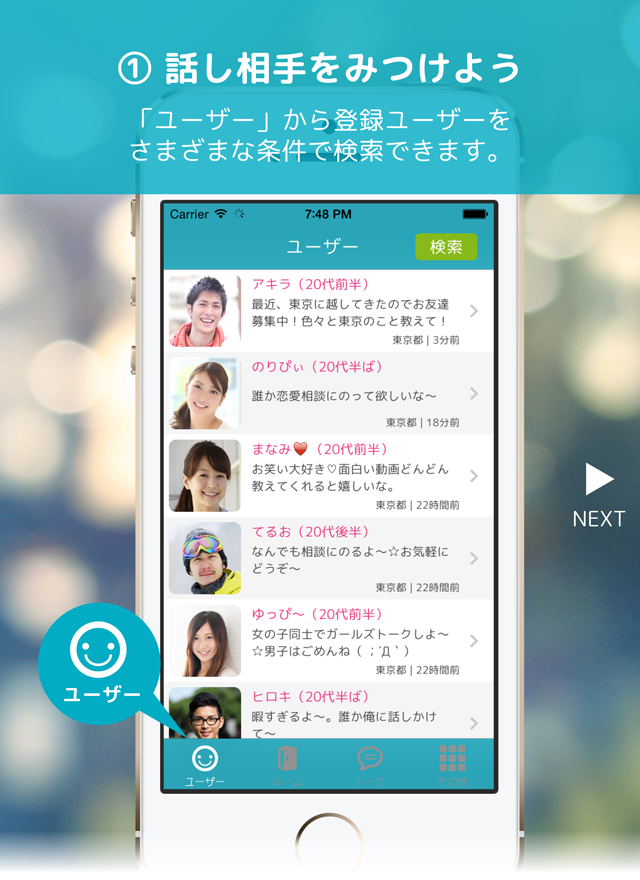 ① 話し相手をみつけよう
「ユーザー」から登録ユーザーを
さまざまな条件で検索できます。
Carrier 7:48 PM
ユーザー 検索
アキラ（20代前半）
最近、東京に越してきたのでお友達
募集中！色々と東京のこと教えて！
東京都 | 3分前
のりぴぃ（20代半ば）
誰か恋愛相談にのって欲しいな〜
東京都 | 18分前
まなみ❤️（20代前半）
お笑い大好き♡面白い動画どんどん
教えてくれると嬉しいな。
東京都 | 22時間前
てるお（20代後半）
なんでも相談にのるよ〜☆お気軽に
どうぞ〜
東京都 | 22時間前
ゆっぴ〜（20代前半）
女の子同士でガールズトークしよ〜
☆男子はごめんね（ ；´Д｀）
東京都 | 22時間前
ヒロキ（20代半ば）
暇すぎるよ〜。誰か俺に話しかけ
て〜
ユーザー ルーム トーク その他
ユーザー
NEXT